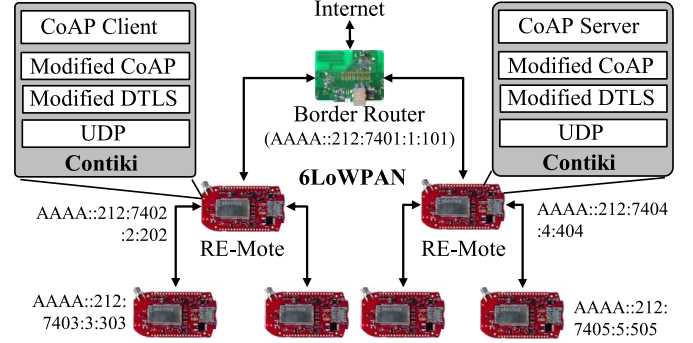 Internet
CoAP Client
Modified CoAP
Modified DTLS
UDP
Contiki
CoAP Server
Modified CoAP
Modified DTLS
UDP
Contiki
Border Router
(AAAA::212:7401:1:101)
6LoWPAN
AAAA::212:7402
:2:202
RE-Mote
AAAA::212:7404
:4:404
RE-Mote
AAAA::212:
7403:3:303
AAAA::212:
7405:5:505